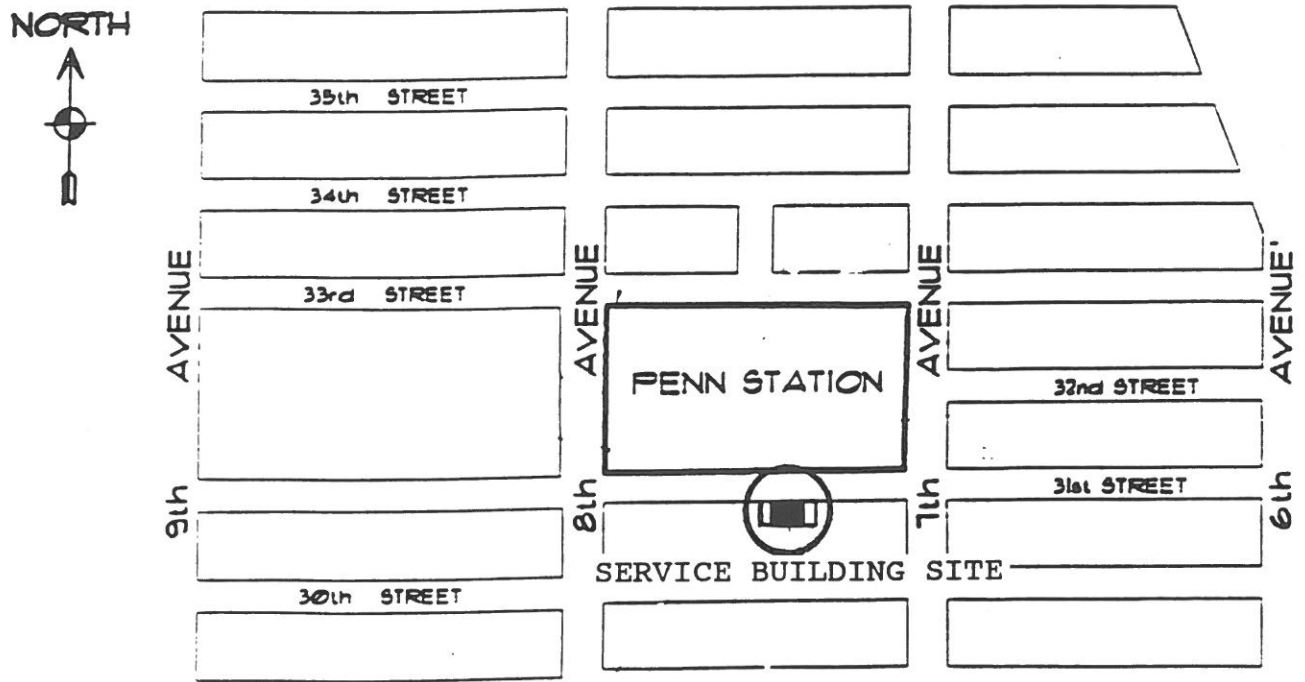 NORTH
35th STREET
34th STREET
33rd STREET
9th AVENUE
8th AVENUE
7th AVENUE
6th AVENUE
PENN STATION
32nd STREET
31st STREET
SERVICE BUILDING SITE
30th STREET